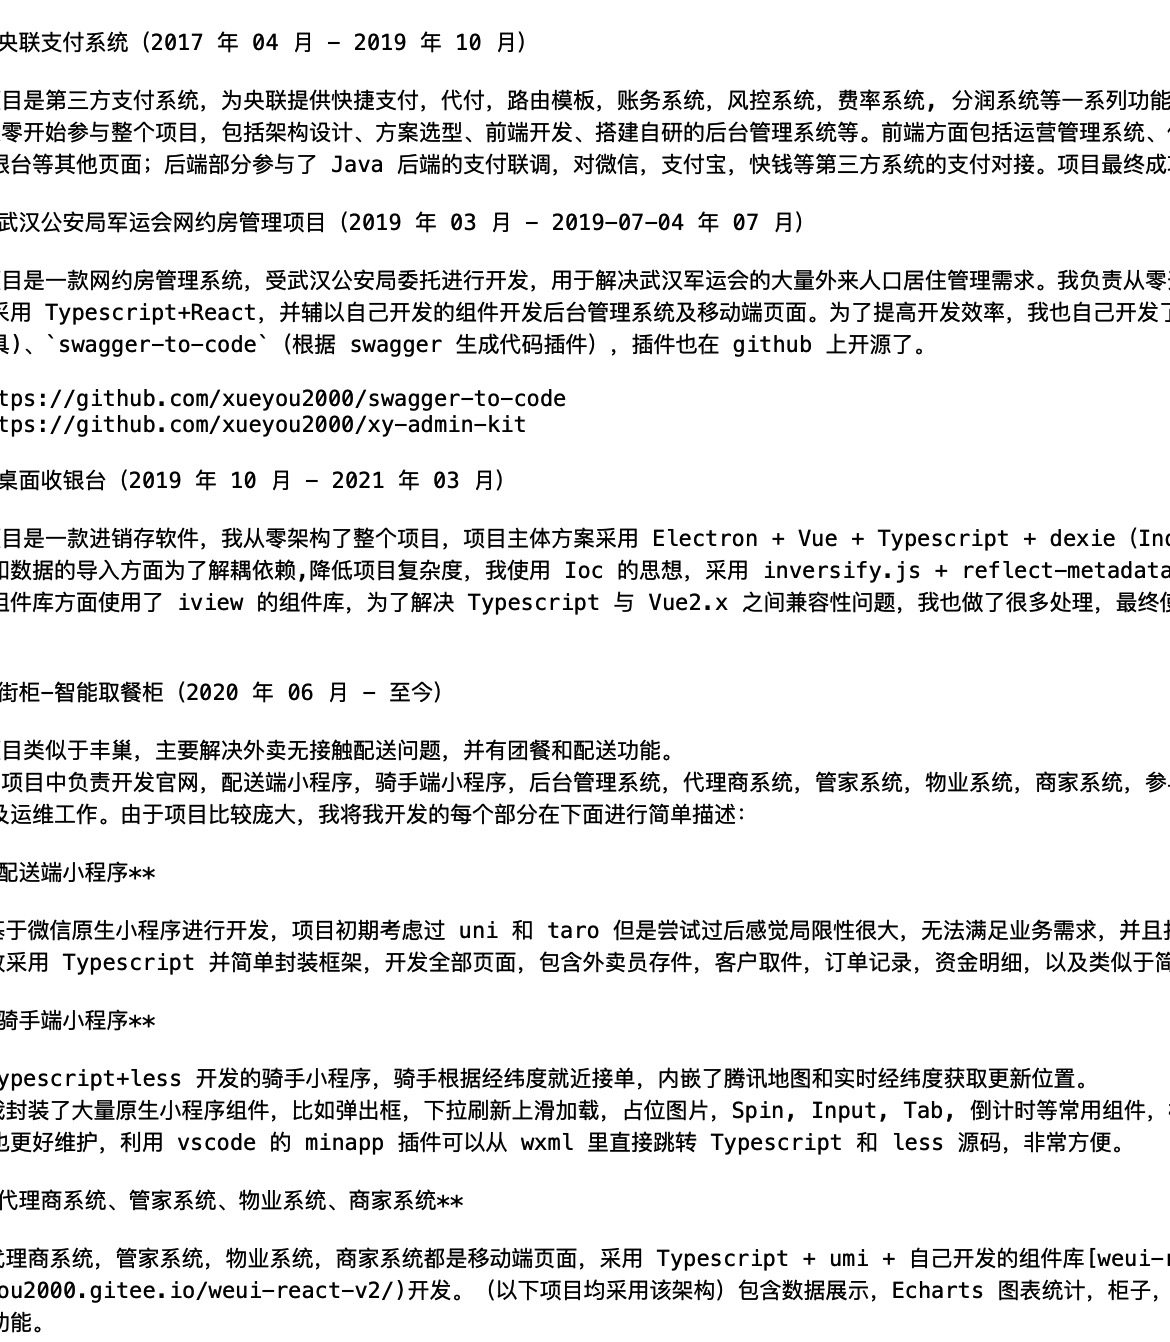 央联支付系统（2017 年 04 月 - 2019 年 10 月）
目是第三方支付系统，为央联提供快捷支付，代付，路由模板，账务系统，风控系统，费率系统, 分润系统等一系列功能
零开始参与整个项目，包括架构设计、方案选型、前端开发、搭建自研的后台管理系统等。前端方面包括运营管理系统、
银台等其他页面；后端部分参与了 Java 后端的支付联调，对微信，支付宝，快钱等第三方系统的支付对接。项目最终成
武汉公安局军运会网约房管理项目（2019 年 03 月 - 2019-07-04 年 07 月）
目是一款网约房管理系统，受武汉公安局委托进行开发，用于解决武汉军运会的大量外来人口居住管理需求。我负责从零
采用 Typescript+React，并辅以自己开发的组件开发后台管理系统及移动端页面。为了提高开发效率，我也自己开发了
具)、`swagger-to-code`（根据 swagger 生成代码插件），插件也在 github 上开源了。
tps://github.com/xueyou2000/swagger-to-code
tps://github.com/xueyou2000/xy-admin-kit
桌面收银台（2019 年 10 月 - 2021 年 03 月）
目是一款进销存软件，我从零架构了整个项目，项目主体方案采用 Electron + Vue + Typescript + dexie（Ind
和数据的导入方面为了解耦依赖,降低项目复杂度，我使用 Ioc 的思想，采用 inversify.js + reflect-metadata
组件库方面使用了 iview 的组件库，为了解决 Typescript 与 Vue2.x 之间兼容性问题，我也做了很多处理，最终使
街柜-智能取餐柜（2020 年 06 月 - 至今）
目类似于丰巢，主要解决外卖无接触配送问题，并有团餐和配送功能。
项目中负责开发官网，配送端小程序，骑手端小程序，后台管理系统，代理商系统，管家系统，物业系统，商家系统，参
及运维工作。由于项目比较庞大，我将我开发的每个部分在下面进行简单描述：
配送端小程序**
基于微信原生小程序进行开发，项目初期考虑过 uni 和 taro 但是尝试过后感觉局限性很大，无法满足业务需求，并且
采用 Typescript 并简单封装框架，开发全部页面，包含外卖员存件，客户取件，订单记录，资金明细，以及类似于简
骑手端小程序**
ypescript+less 开发的骑手小程序，骑手根据经纬度就近接单，内嵌了腾讯地图和实时经纬度获取更新位置。
我封装了大量原生小程序组件，比如弹出框，下拉刷新上滑加载，占位图片，Spin, Input, Tab, 倒计时等常用组件，
也更好维护，利用 vscode 的 minapp 插件可以从 wxml 里直接跳转 Typescript 和 less 源码，非常方便。
代理商系统、管家系统、物业系统、商家系统**
代理商系统，管家系统，物业系统，商家系统都是移动端页面，采用 Typescript + umi + 自己开发的组件库[weui-r
ou2000.gitee.io/weui-react-v2/)开发。（以下项目均采用该架构）包含数据展示，Echarts 图表统计，柜子，
功能。